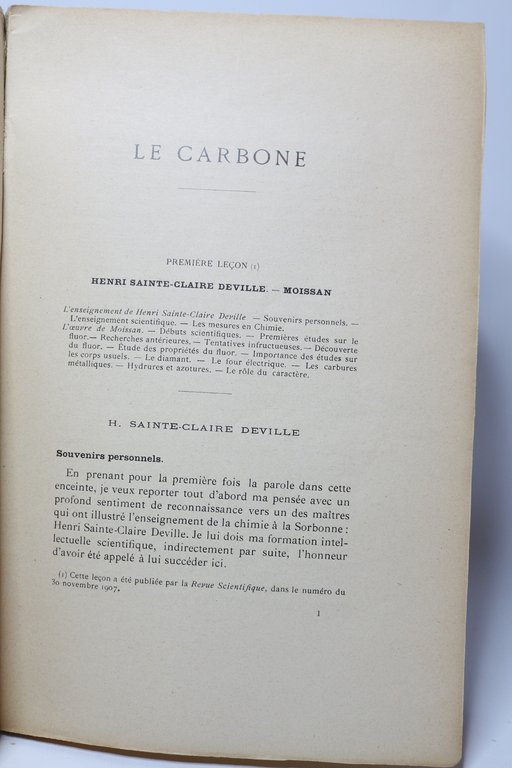 LE CARBONE
PREMIÈRE LEÇON (1)
HENRI SAINTE-CLAIRE DEVILLE. — MOISSAN
L'enseignement de Henri Sainte-Claire Deville — Souvenirs personnels. —
L'enseignement scientifique. — Les mesures en Chimie.
L'œuvre de Moissan. — Débuts scientifiques. — Premières études sur le
fluor.— Recherches antérieures. — Tentatives infructueuses. — Découverte
du fluor. — Étude des propriétés du fluor. — Importance des études sur
les corps usuels. — Le diamant. — Le four électrique. — Les carbures
métalliques. — Hydrures et azotures. — Le rôle du caractère.
H. SAINTE-CLAIRE DEVILLE
Souvenirs personnels.
En prenant pour la première fois la parole dans cette
enceinte, je veux reporter tout d'abord ma pensée avec un
profond sentiment de reconnaissance vers un des maîtres
qui ont illustré l'enseignement de la chimie à la Sorbonne :
Henri Sainte-Claire Deville. Je lui dois ma formation intel-
lectuelle scientifique, indirectement par suite, l'honneur
d'avoir été appelé à lui succéder ici.
(1) Cette leçon a été publiée par la Revue Scientifique, dans le numéro du
30 novembre 1907.
1